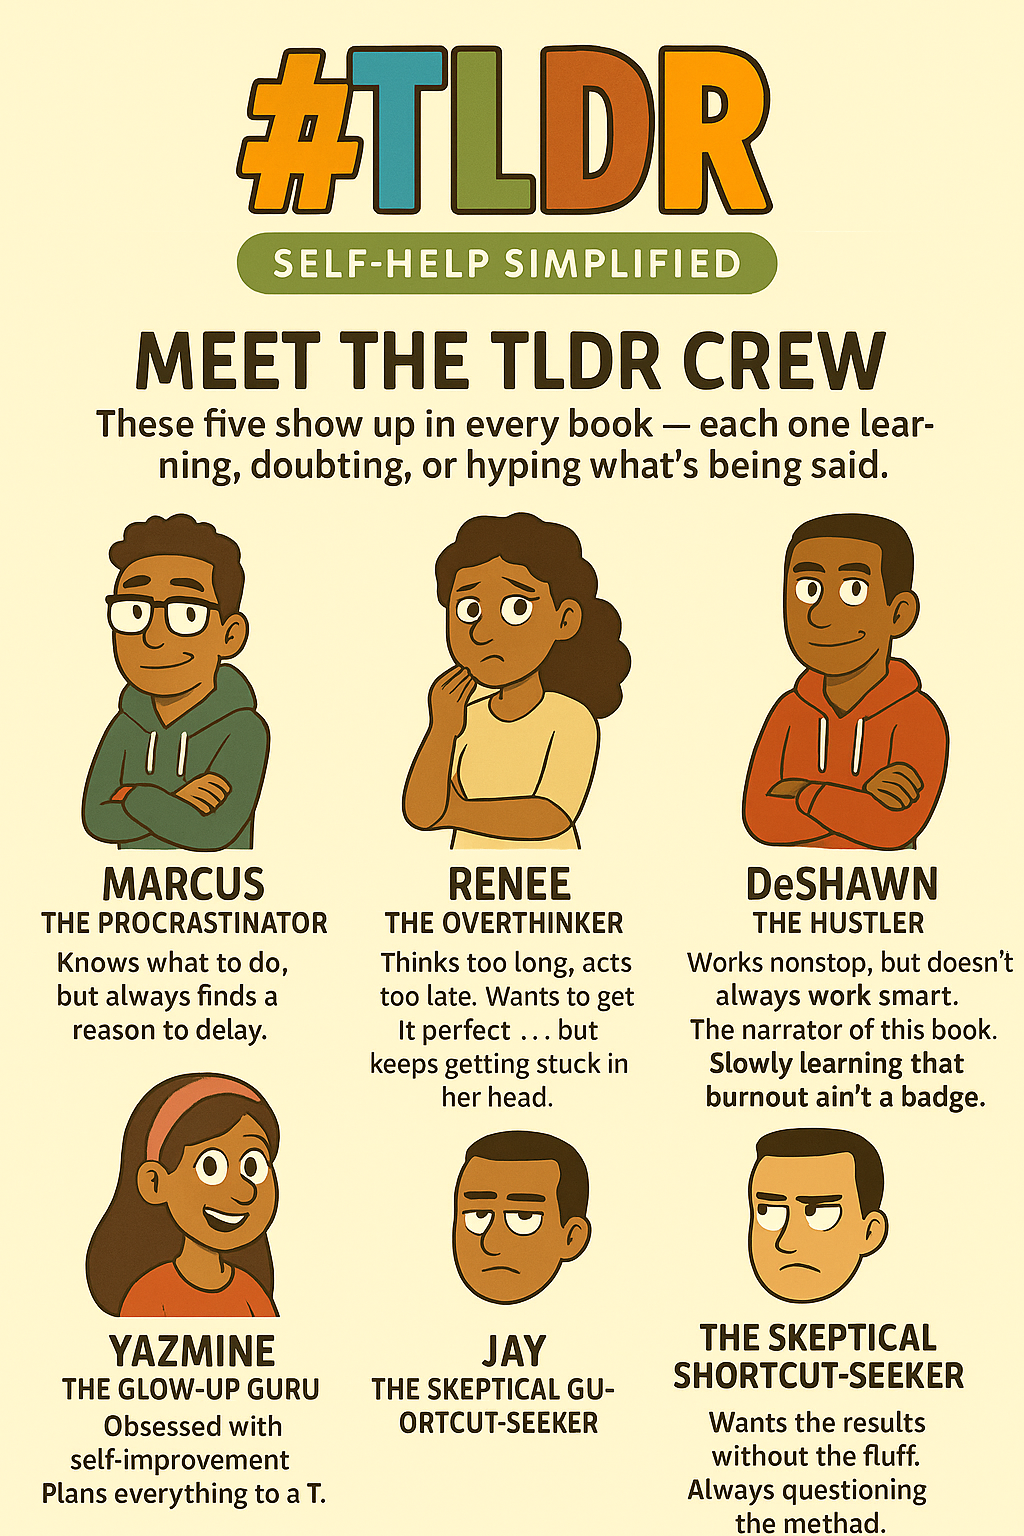 #TLDR
SELF-HELP SIMPLIFIED
MEET THE TLDR CREW
These five show up in every book — each one lear-
ning, doubting, or hyping what's being said.
MARCUS
THE PROCRASTINATOR
Knows what to do,
but always finds a
reason to delay.
RENEE
THE OVERTHINKER
Thinks too long, acts
too late. Wants to get
It perfect ... but
keeps getting stuck in
her head.
DeSHAWN
THE HUSTLER
Works nonstop, but doesn't
always work smart.
The narrator of this book.
Slowly learning that
burnout ain't a badge.
YAZMINE
THE GLOW-UP GURU
Obsessed with
self-improvement
Plans everything to a T.
JAY
THE SKEPTICAL GU-
ORTCUT-SEEKER
THE SKEPTICAL
SHORTCUT-SEEKER
Wants the results
without the fluff.
Always questioning
the methad.